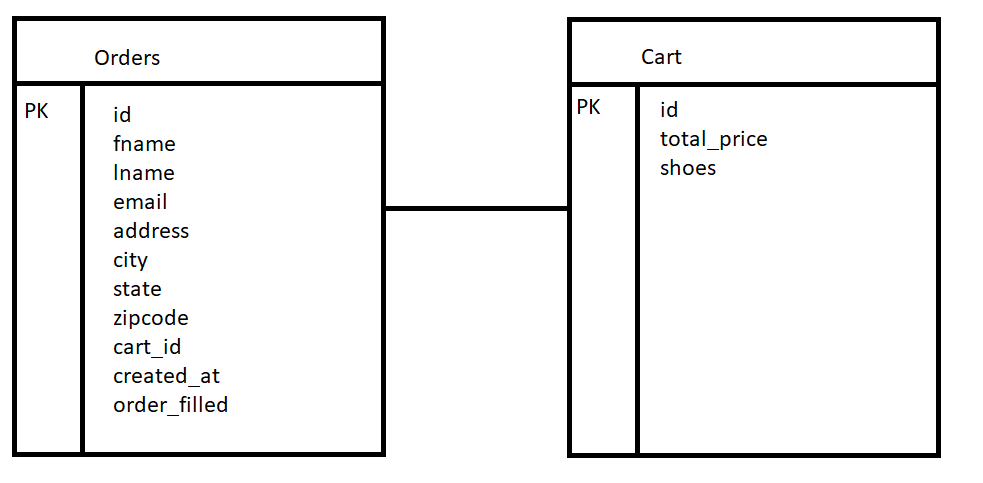 Orders
PK
id
fname
lname
email
address
city
state
zipcode
cart_id
created_at
order_filled
Cart
PK
id
total_price
shoes